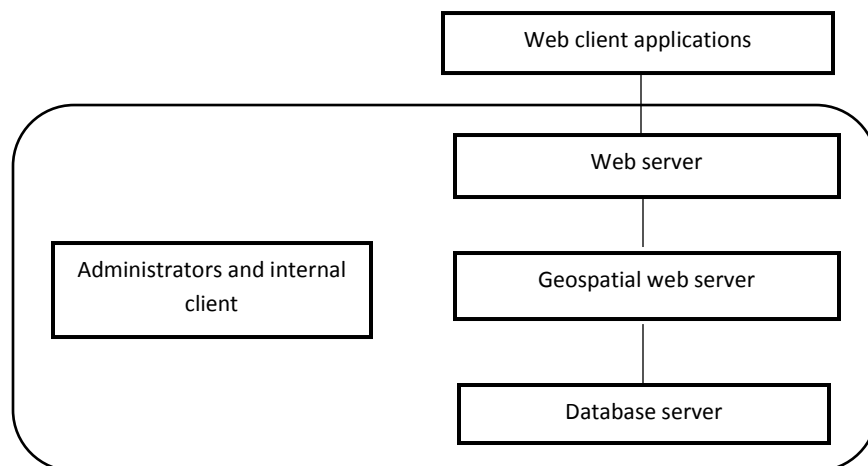 Web client applications
Web server
Administrators and internal
client
Geospatial web server
Database server